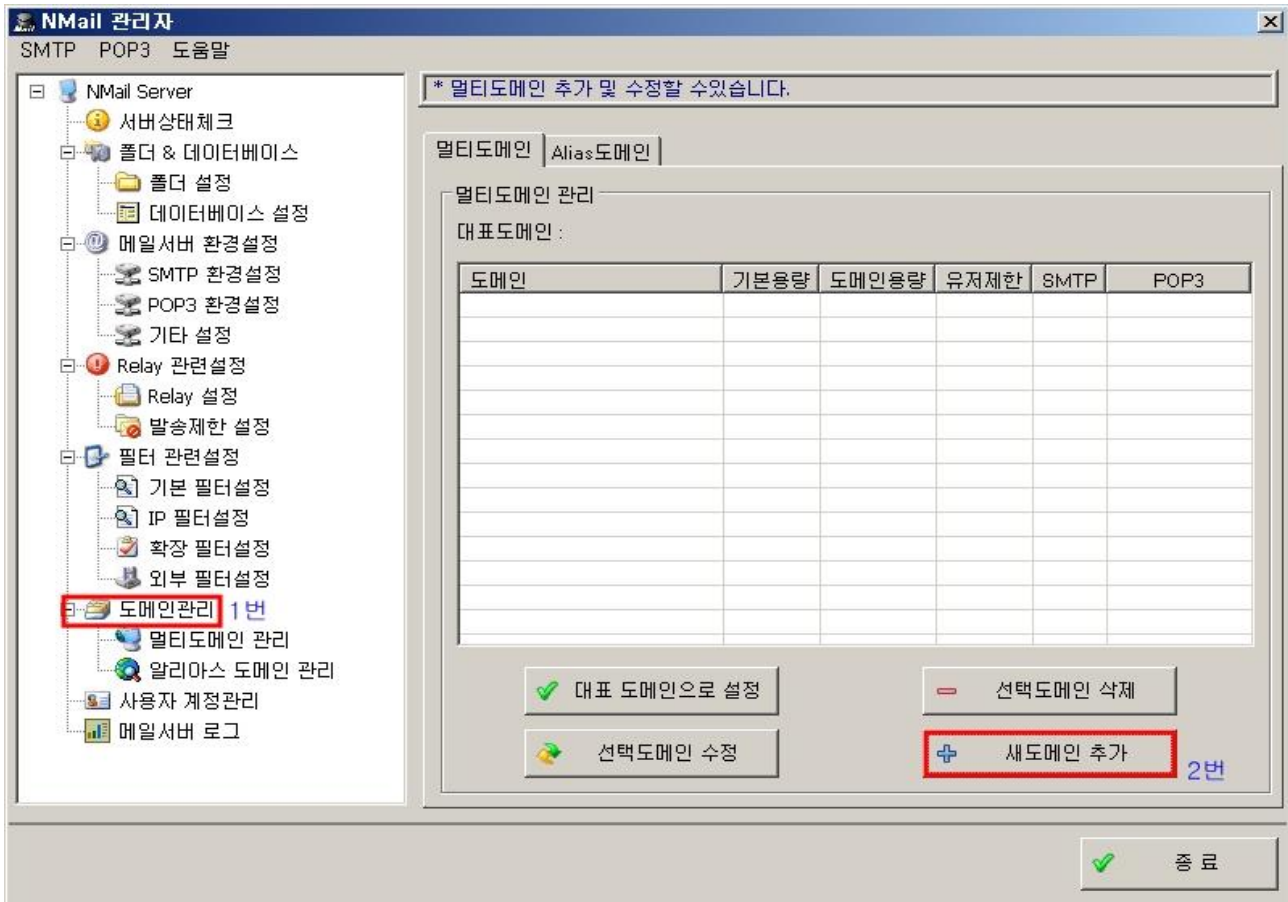 NMail 관리자
SMTP POP3 도움말
NMail Server
서버상태체크
폴더 & 데이터베이스
폴더 설정
데이터베이스 설정
메일서버 환경설정
SMTP 환경설정
POP3 환경설정
기타 설정
Relay 관련설정
Relay 설정
발송제한 설정
필터 관련설정
기본 필터설정
IP 필터설정
확장 필터설정
외부 필터설정
도메인관리 1번
멀티도메인 관리
알리아스 도메인 관리
사용자 계정관리
메일서버 로그
* 멀티도메인 추가 및 수정할 수있습니다.
멀티도메인 Alias도메인
멀티도메인 관리
대표도메인 :
도메인 기본용량 도메인용량 유저제한 SMTP POP3
대표 도메인으로 설정 선택도메인 삭제
선택도메인 수정 새도메인 추가 2번
종 료